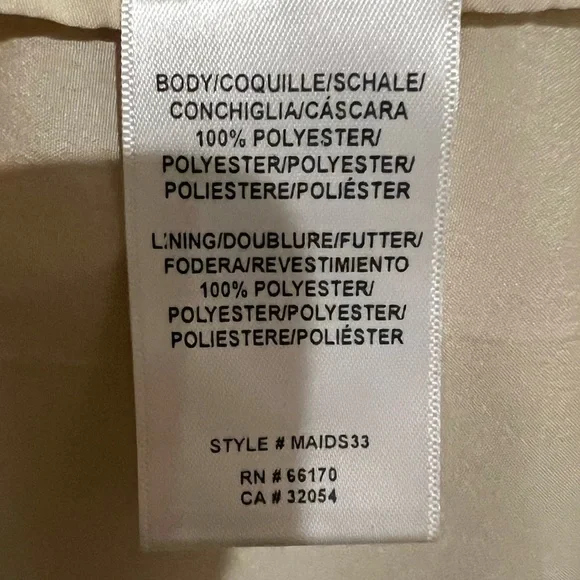 BODY/COQUILLE/SCHALE/
CONCHIGLIA/CÁSCARA
100% POLYESTER/
POLYESTER/POLYESTER/
POLIESTERE/POLIÉSTER
LINING/DOUBLURE/FUTTER/
FODERA/REVESTIMIENTO
100% POLYESTER/
POLYESTER/POLYESTER/
POLIESTERE/POLIÉSTER
STYLE # MAIDS33
RN # 66170
CA # 32054